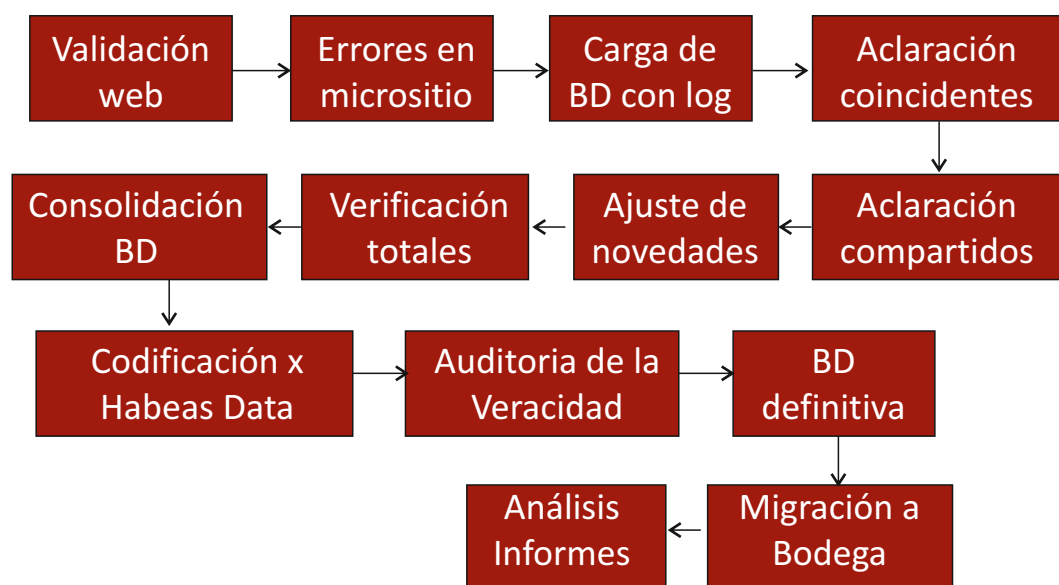 Validación
web
Errores en
micrositio
Carga de
BD con log
Aclaración
coincidentes
Aclaración
compartidos
Ajuste de
novedades
Verificación
totales
Consolidación
BD
Codificación x
Habeas Data
Auditoria de la
Veracidad
BD
definitiva
Migración a
Bodega
Análisis
Informes